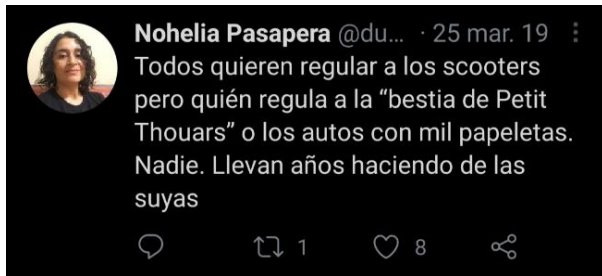 Nohelia Pasapera @du... · 25 mar. 19
Todos quieren regular a los scooters
pero quién regula a la “bestia de Petit
Thouars” o los autos con mil papeletas.
Nadie. Llevan años haciendo de las
suyas
1 8